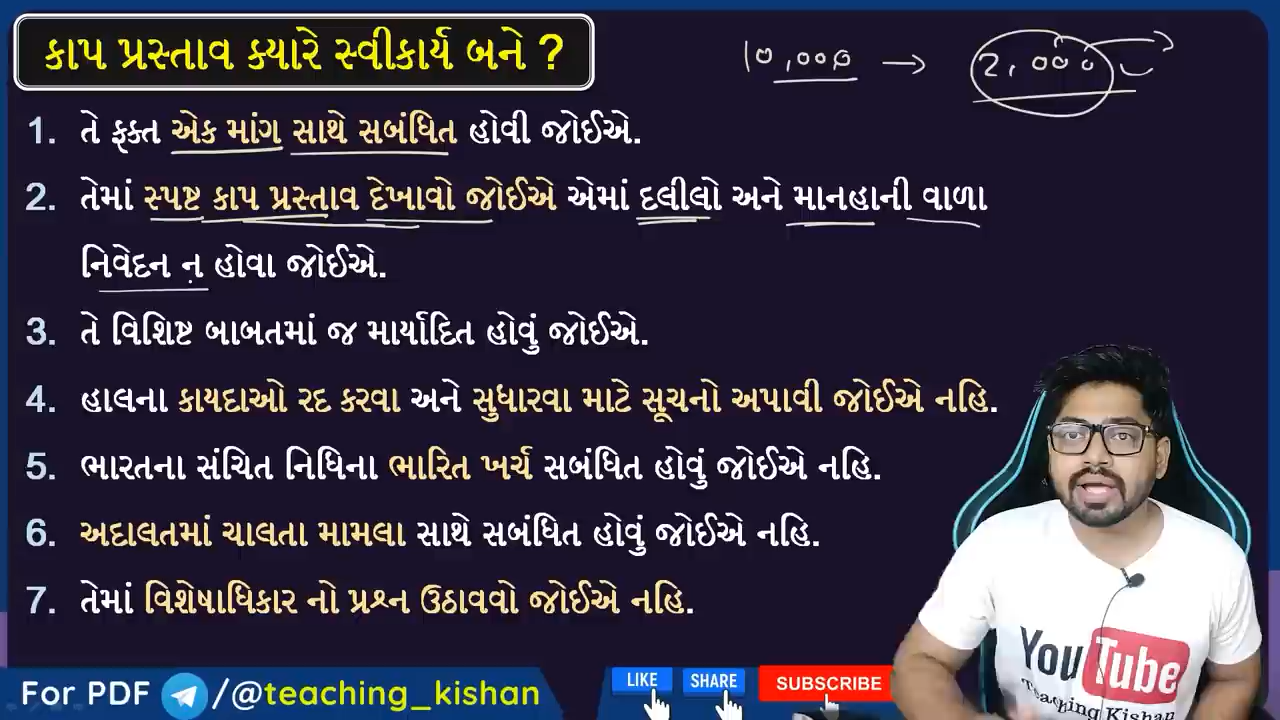 કાપ પ્રસ્તાવ ક્યારે સ્વીકાર્ય બને ?
10,000 → 2,000
1. તે ફક્ત એક માંગ સાથે સબંધિત હોવી જોઈએ.
2. તેમાં સ્પષ્ટ કાપ પ્રસ્તાવ દેખાવો જોઈએ એમાં દલીલો અને માનહાની વાળા
નિવેદન ન હોવા જોઈએ.
3. તે વિશિષ્ટ બાબતમાં જ માર્યાદિત હોવું જોઈએ.
4. હાલના કાયદાઓ રદ કરવા અને સુધારવા માટે સૂચનો અપાવી જોઈએ નહિ.
5. ભારતના સંચિત નિધિના ભારિત ખર્ચ સબંધિત હોવું જોઈએ નહિ.
6. અદાલતમાં ચાલતા મામલા સાથે સબંધિત હોવું જોઈએ નહિ.
7. તેમાં વિશેષાધિકાર નો પ્રશ્ન ઉઠાવવો જોઈએ નહિ.
YouTube
Teaching Kishan
For PDF /@teaching_kishan
LIKE SHARE SUBSCRIBE